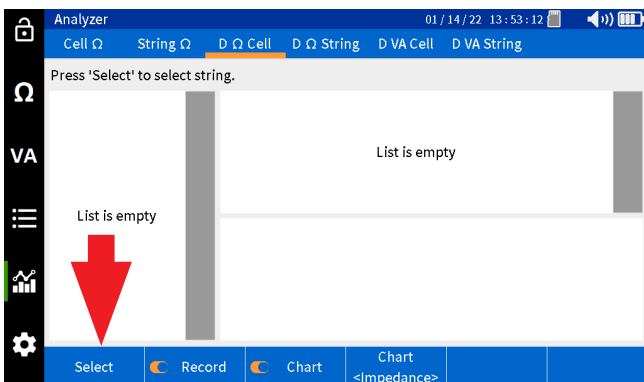 Analyzer 01/14/22 13:53:12
Cell Ω String Ω D Ω Cell D Ω String D VA Cell D VA String
Press 'Select' to select string.
Ω
VA
List is empty
List is empty
Select Record Chart Chart
<Impedance>